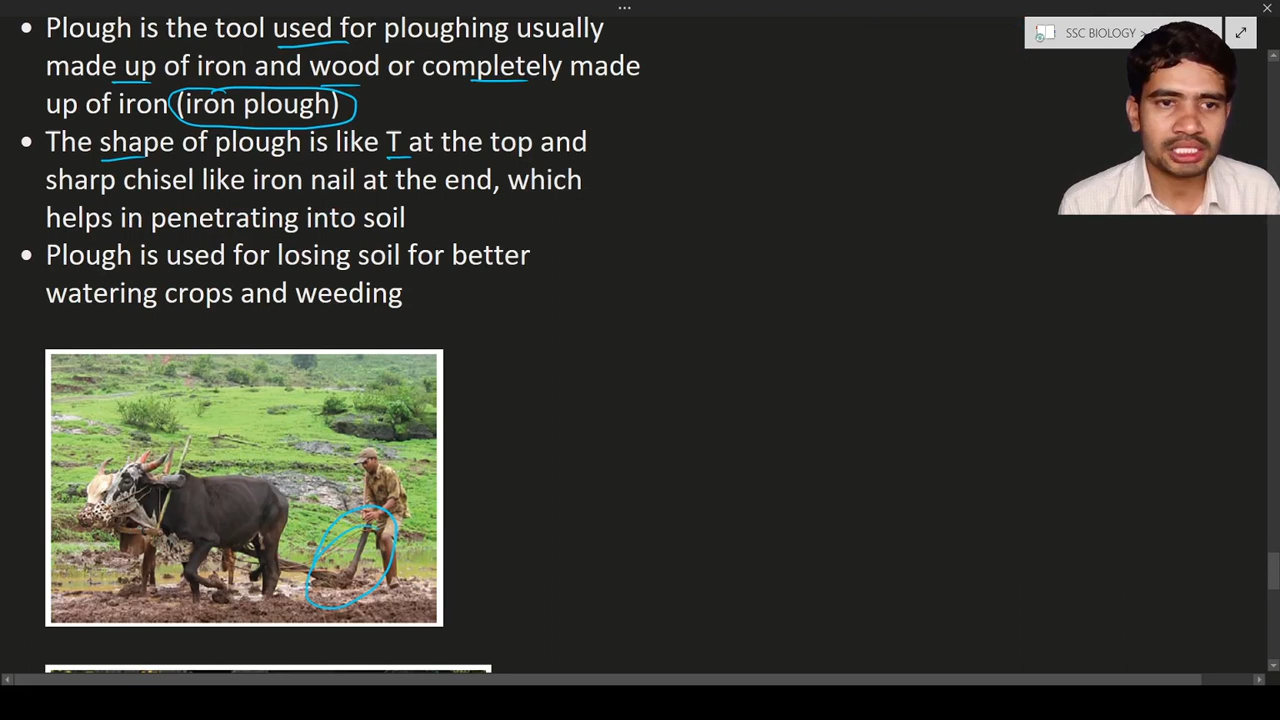 • Plough is the tool used for ploughing usually
made up of iron and wood or completely made
up of iron (iron plough)
• The shape of plough is like T at the top and
sharp chisel like iron nail at the end, which
helps in penetrating into soil
• Plough is used for losing soil for better
watering crops and weeding
SSC BIOLOGY >